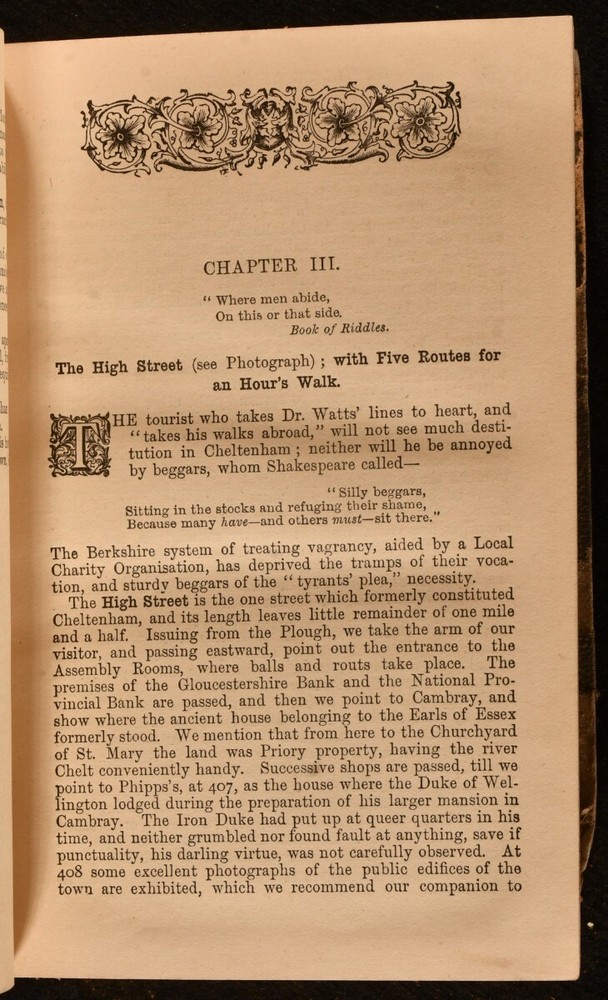 CHAPTER III.
"Where men abide,
On this or that side.
Book of Riddles.
The High Street (see Photograph) ; with Five Routes for
an Hour's Walk.
THE tourist who takes Dr. Watts' lines to heart, and
"takes his walks abroad," will not see much desti-
tution in Cheltenham ; neither will he be annoyed
by beggars, whom Shakespeare called—
"Silly beggars,
Sitting in the stocks and refuging their shame,
Because many have—and others must—sit there."
The Berkshire system of treating vagrancy, aided by a Local
Charity Organisation, has deprived the tramps of their voca-
tion, and sturdy beggars of the "tyrants' plea," necessity.
The High Street is the one street which formerly constituted
Cheltenham, and its length leaves little remainder of one mile
and a half. Issuing from the Plough, we take the arm of our
visitor, and passing eastward, point out the entrance to the
Assembly Rooms, where balls and routs take place. The
premises of the Gloucestershire Bank and the National Pro-
vincial Bank are passed, and then we point to Cambray, and
show where the ancient house belonging to the Earls of Essex
formerly stood. We mention that from here to the Churchyard
of St. Mary the land was Priory property, having the river
Chelt conveniently handy. Successive shops are passed, till we
point to Phipps's, at 407, as the house where the Duke of Wel-
lington lodged during the preparation of his larger mansion in
Cambray. The Iron Duke had put up at queer quarters in his
time, and neither grumbled nor found fault at anything, save if
punctuality, his darling virtue, was not carefully observed. At
408 some excellent photographs of the public edifices of the
town are exhibited, which we recommend our companion to